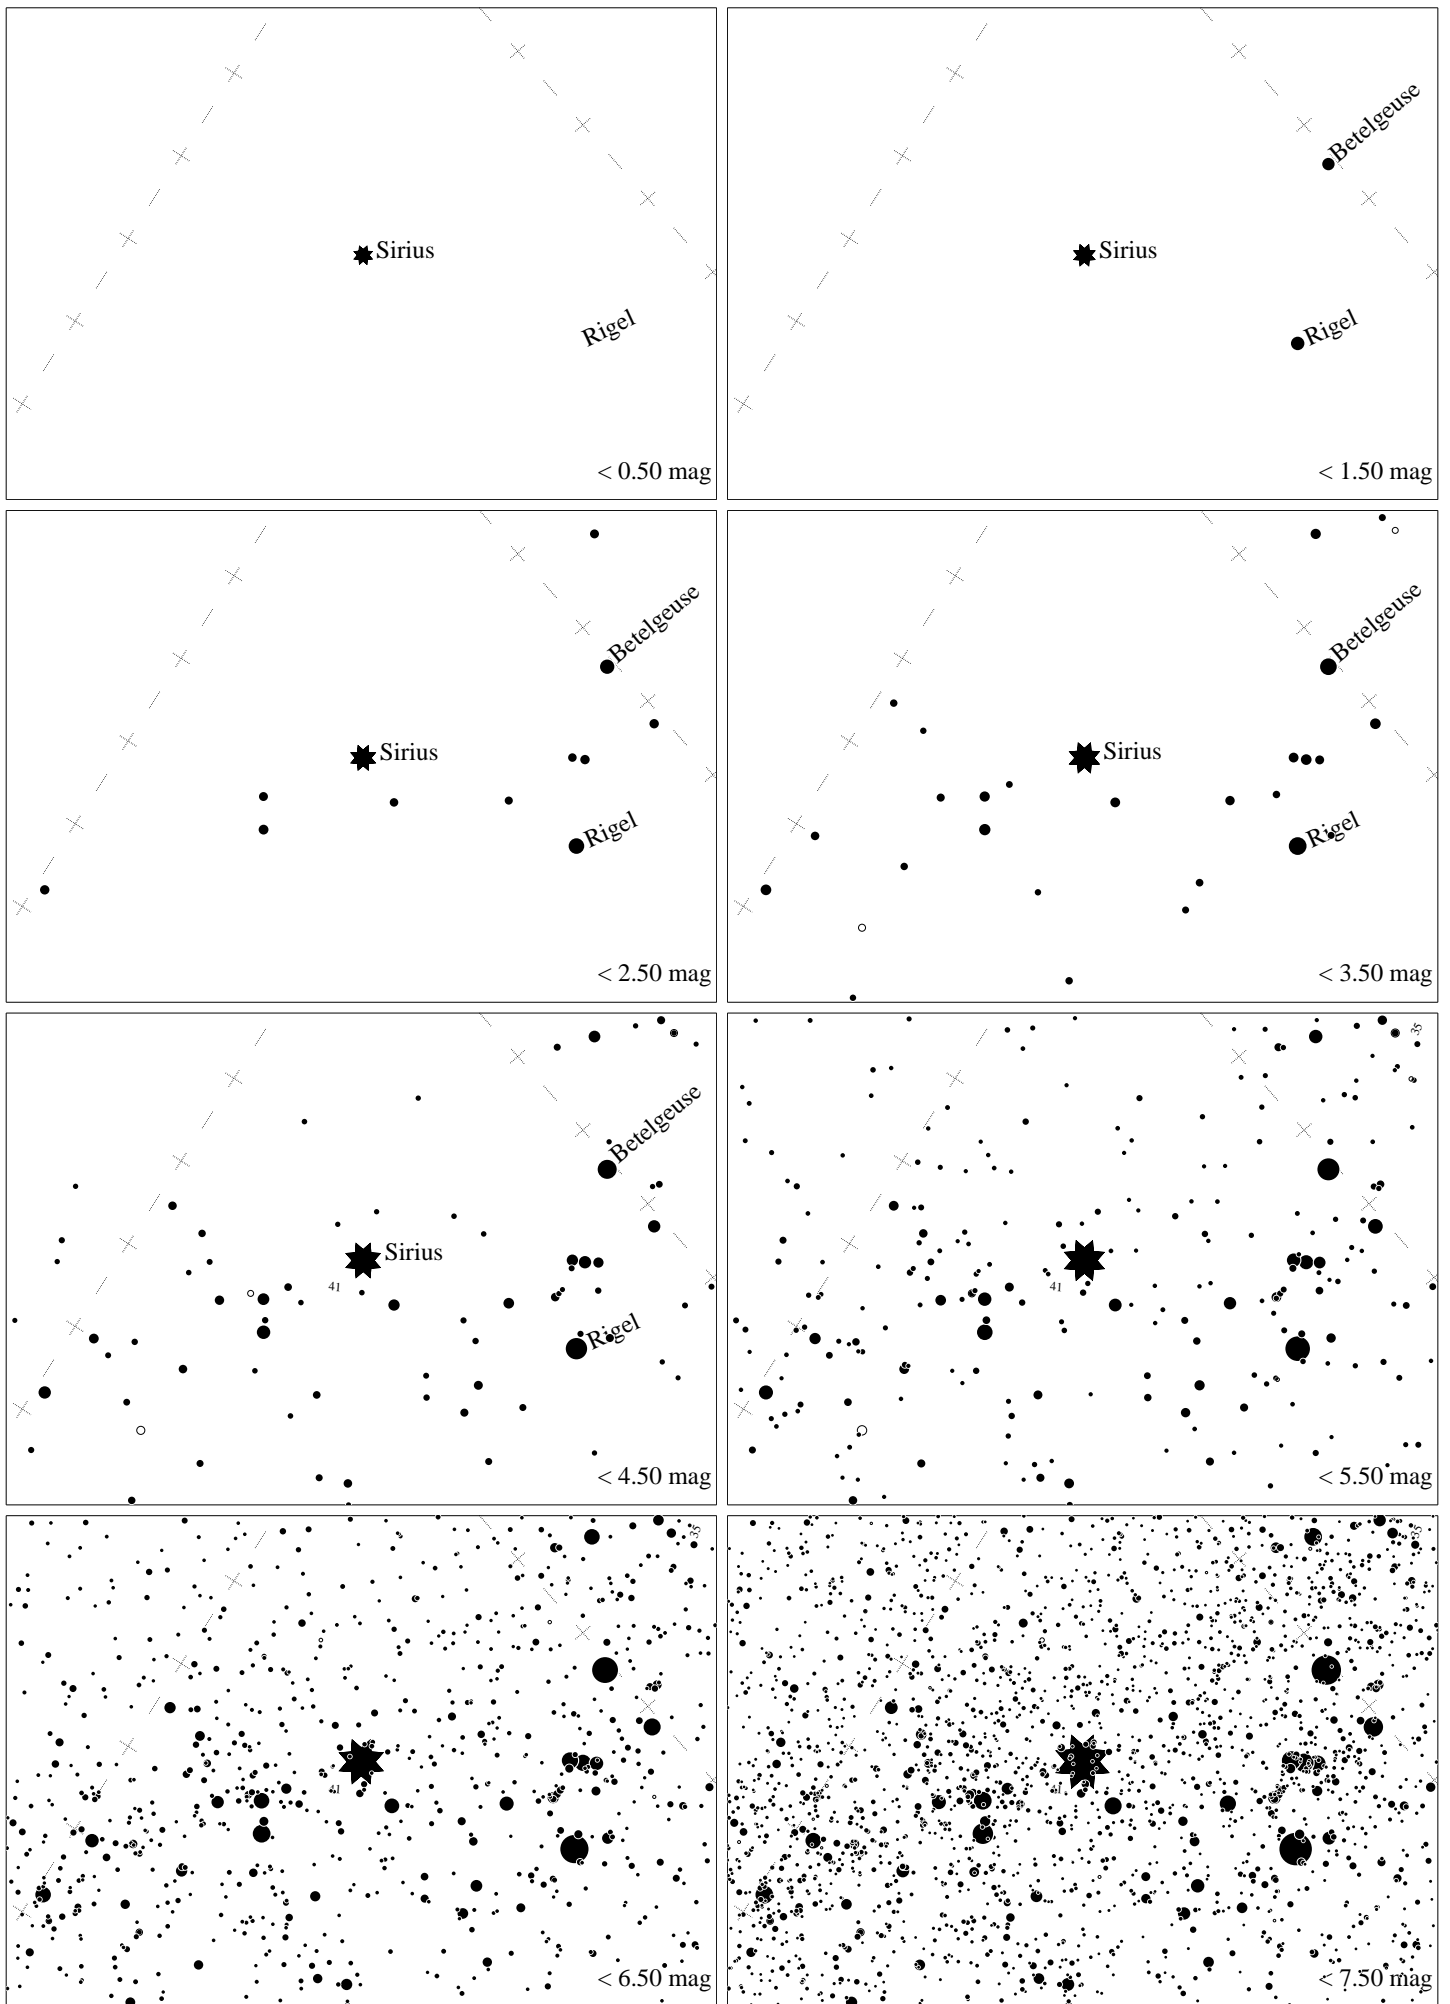 Sirius
Rigel
< 0.50 mag
Betelgeuse
Sirius
Rigel
< 1.50 mag
Betelgeuse
Sirius
Rigel
< 2.50 mag
Betelgeuse
Sirius
Rigel
< 3.50 mag
Betelgeuse
Sirius
41
Rigel
< 4.50 mag
35
41
< 5.50 mag
35
41
< 6.50 mag
35
41
< 7.50 mag